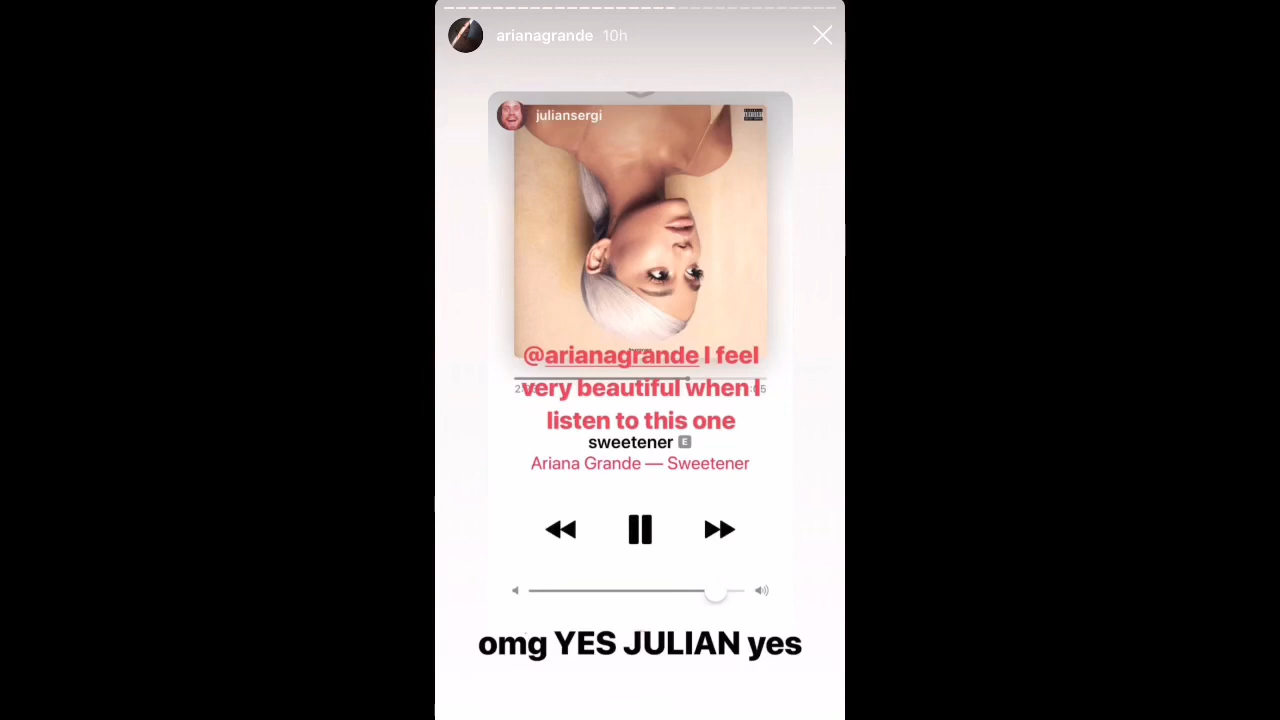 arianagrande 10h
juliansergi
@arianagrande I feel
very beautiful when I
listen to this one
sweetener E
Ariana Grande — Sweetener
omg YES JULIAN yes